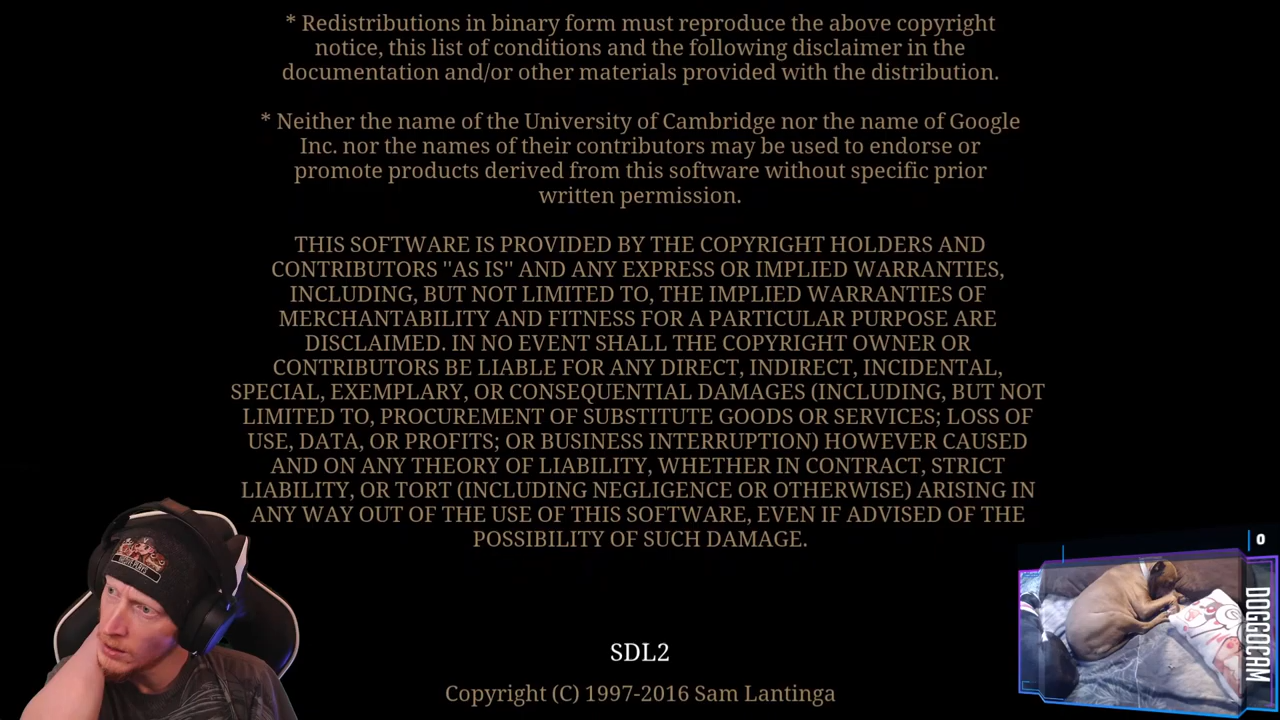 * Redistributions in binary form must reproduce the above copyright
notice, this list of conditions and the following disclaimer in the
documentation and/or other materials provided with the distribution.
* Neither the name of the University of Cambridge nor the name of Google
Inc. nor the names of their contributors may be used to endorse or
promote products derived from this software without specific prior
written permission.
THIS SOFTWARE IS PROVIDED BY THE COPYRIGHT HOLDERS AND
CONTRIBUTORS "AS IS" AND ANY EXPRESS OR IMPLIED WARRANTIES,
INCLUDING, BUT NOT LIMITED TO, THE IMPLIED WARRANTIES OF
MERCHANTABILITY AND FITNESS FOR A PARTICULAR PURPOSE ARE
DISCLAIMED. IN NO EVENT SHALL THE COPYRIGHT OWNER OR
CONTRIBUTORS BE LIABLE FOR ANY DIRECT, INDIRECT, INCIDENTAL,
SPECIAL, EXEMPLARY, OR CONSEQUENTIAL DAMAGES (INCLUDING, BUT NOT
LIMITED TO, PROCUREMENT OF SUBSTITUTE GOODS OR SERVICES; LOSS OF
USE, DATA, OR PROFITS; OR BUSINESS INTERRUPTION) HOWEVER CAUSED
AND ON ANY THEORY OF LIABILITY, WHETHER IN CONTRACT, STRICT
LIABILITY, OR TORT (INCLUDING NEGLIGENCE OR OTHERWISE) ARISING IN
ANY WAY OUT OF THE USE OF THIS SOFTWARE, EVEN IF ADVISED OF THE
POSSIBILITY OF SUCH DAMAGE.
SDL2
Copyright (C) 1997-2016 Sam Lantinga
0
DOGGOCAM